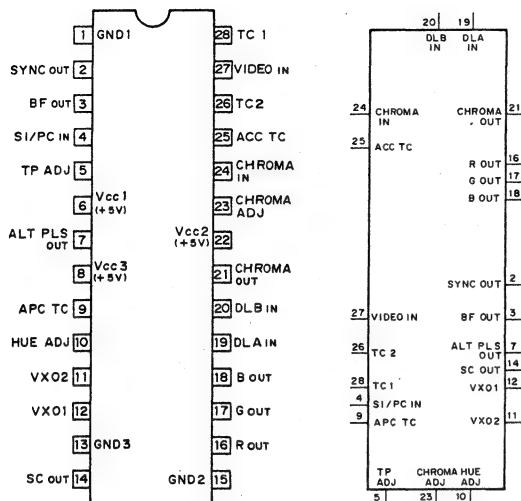 1 GND1 28 TC 1
SYNC OUT 2 27 VIDEO IN
BF OUT 3 26 TC2
SI/PC IN 4 25 ACC TC
TP ADJ 5 24 CHROMA
IN
6 Vcc1
(+5V)
23 CHROMA
ADJ
ALT PLS
OUT
7 Vcc2
(+5V)
22
8 Vcc3
(+5V)
21 CHROMA
OUT
APC TC 9 20 DLB IN
HUE ADJ 10 19 DLA IN
VXO2 11 18 B OUT
VXO1 12 17 G OUT
13 GND3 16 R OUT
SC OUT 14 GND2 15
20 19
DLB
IN
DLA
IN
24 CHROMA
IN
CHROMA
OUT
21
25 ACC TC
R OUT 16
G OUT 17
B OUT 18
SYNC OUT 2
27 VIDEO IN BF OUT 3
26 TC 2 ALT PLS
OUT
7
SC OUT 14
28 TC1 VXO1 12
4 SI/PC IN
9 APC TC VXO2 11
TP
ADJ
CHROMA
ADJ
HUE
ADJ
5 23 10